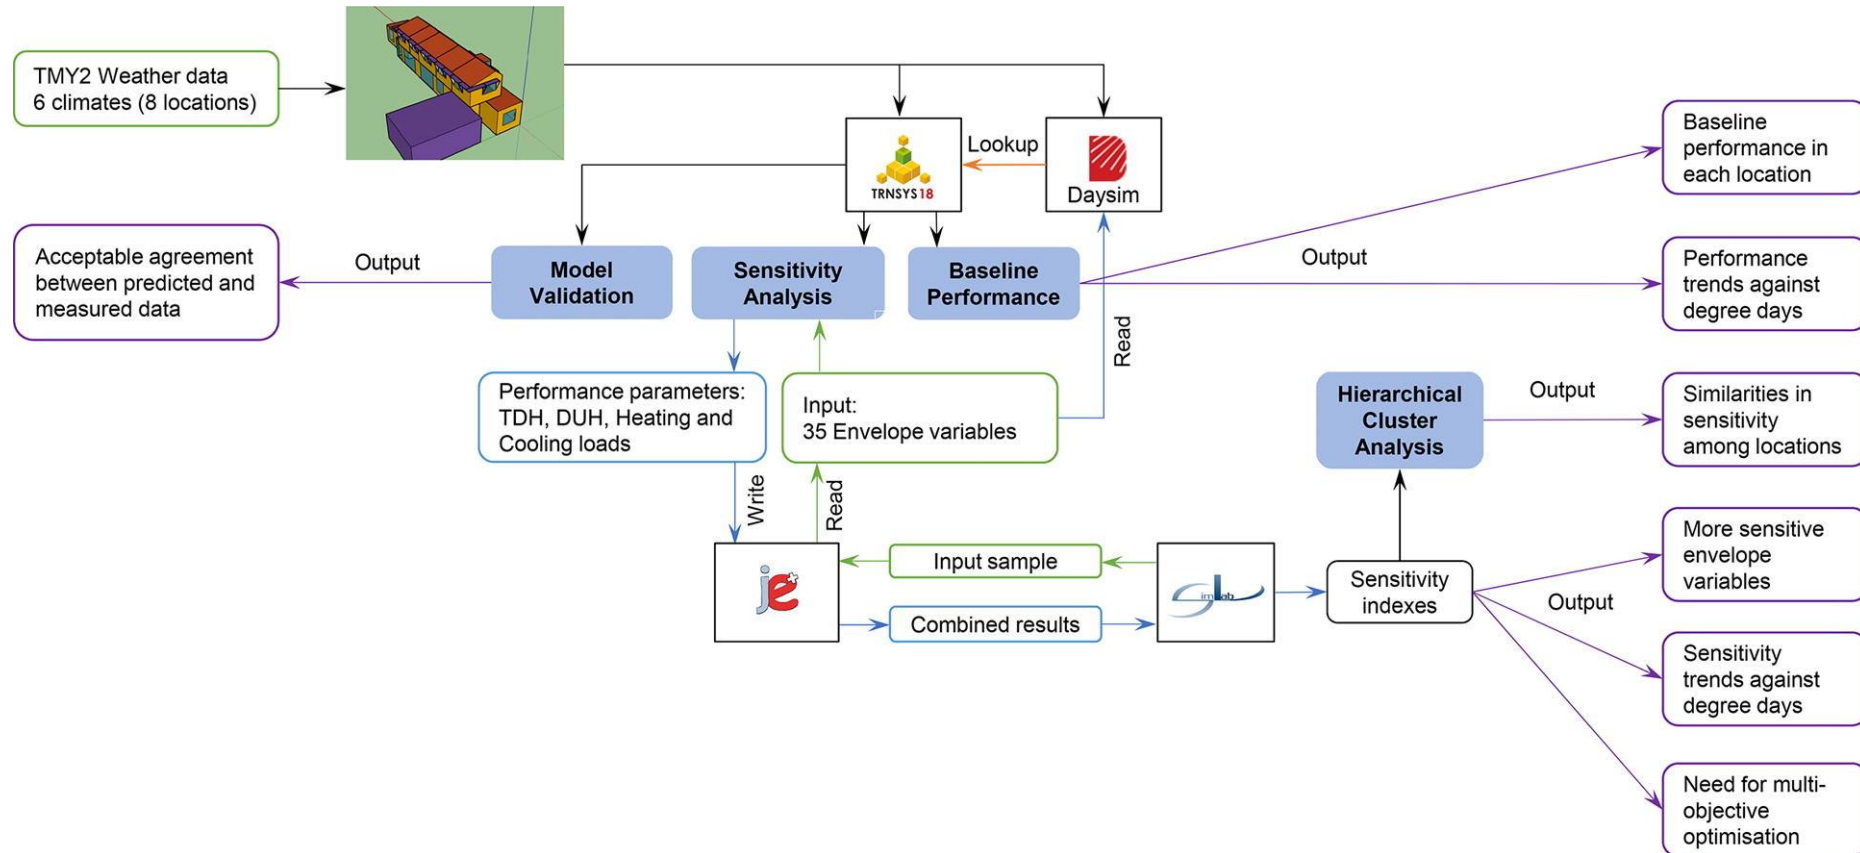 TMY2 Weather data
6 climates (8 locations)
Lookup
TRNSYS 18
Daysim
Baseline
performance in
each location
Acceptable agreement
between predicted and
measured data
Output
Model
Validation
Sensitivity
Analysis
Baseline
Performance
Output
Performance
trends against
degree days
Read
Performance parameters:
TDH, DUH, Heating and
Cooling loads
Input:
35 Envelope variables
Hierarchical
Cluster
Analysis
Output
Similarities in
sensitivity
among locations
Write
Read
je+
Input sample
Combined results
SimLab
Sensitivity
indexes
Output
More sensitive
envelope
variables
Sensitivity
trends against
degree days
Need for multi-
objective
optimisation